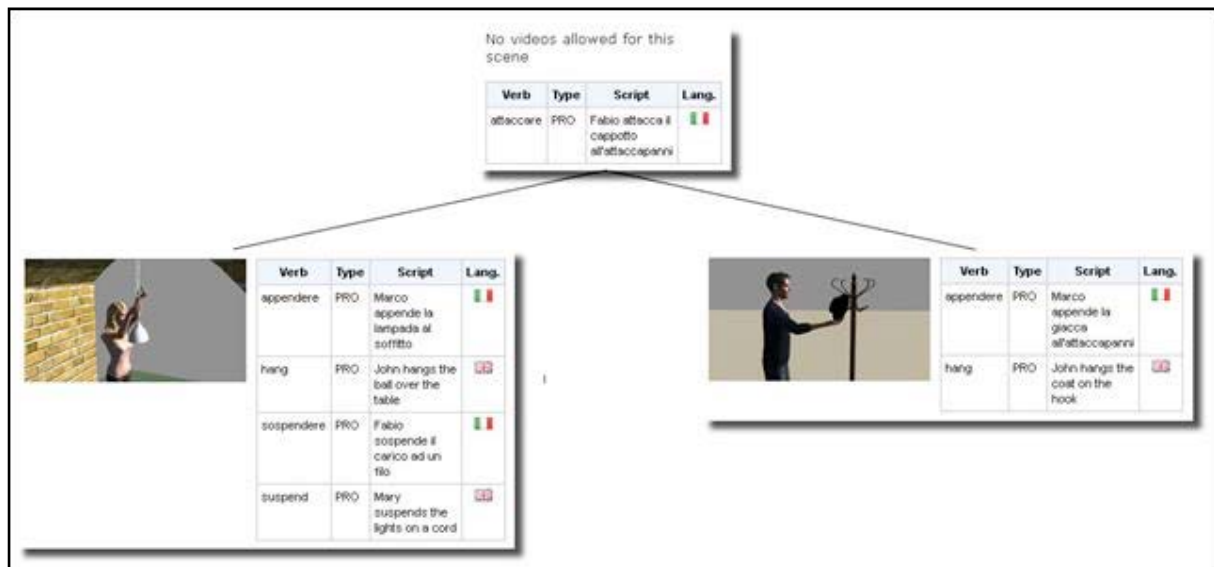 No videos allowed for this
scene
Verb Type Script Lang.
attaccare PRO Fabio attacca il
cappotto
all'attaccapanni
Verb Type Script Lang.
appendere PRO Marco
appende la
lampada al
soffitto
hang PRO John hangs the
ball over the
table
sospendere PRO Fabio
sospende il
carico ad un
filo
suspend PRO Mary
suspends the
lights on a cord
Verb Type Script Lang.
appendere PRO Marco
appende la
giacca
all'attaccapanni
hang PRO John hangs the
coat on the
hook